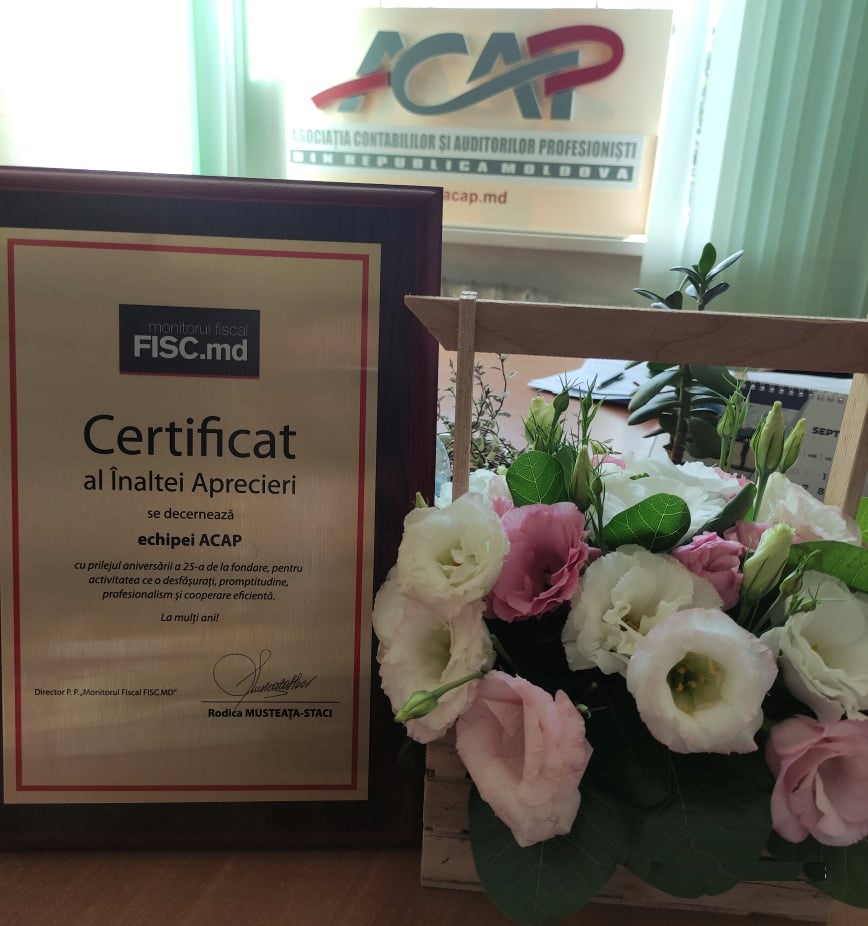 ACAP
ASOCIAȚIA CONTABILILOR ȘI AUDITORILOR PROFESIONIȘTI
DIN REPUBLICA MOLDOVA
acap.md
monitorul fiscal
FISC.md
Certificat
al Înaltei Aprecieri
se decernează
echipei ACAP
cu prilejul aniversării a 25-a de la fondare, pentru
activitatea ce o desfășurați, promptitudine,
profesionalism și cooperare eficientă.
La mulți ani!
Director P. P. „Monitorul Fiscal FISC.MD"
Rodica MUSTEAȚA-STACI
SEPT